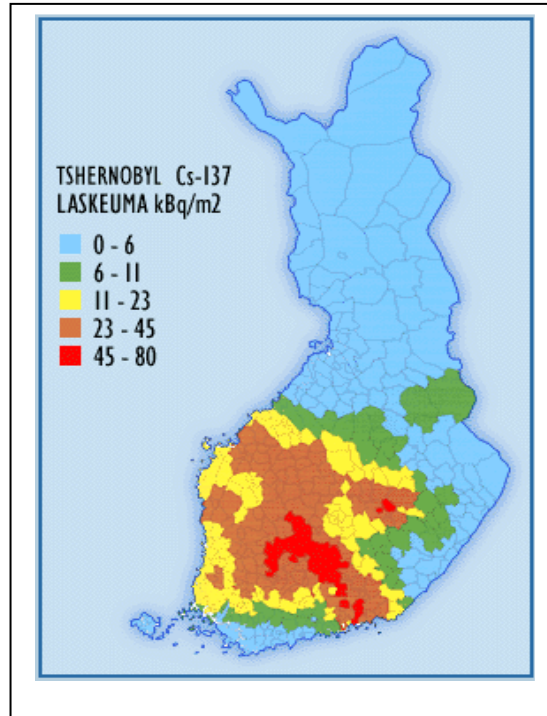 TSHERNOBYL Cs-137
LASKEUMA kBq/m2
0 - 6
6 - 11
11 - 23
23 - 45
45 - 80